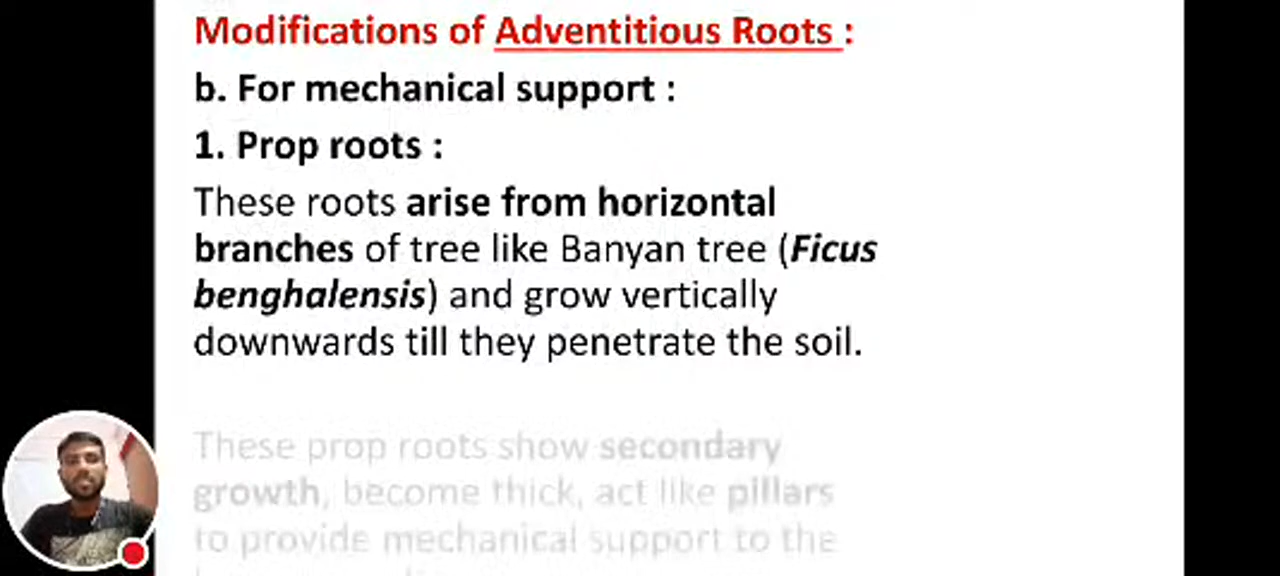 Modifications of Adventitious Roots :
b. For mechanical support :
1. Prop roots :
These roots arise from horizontal
branches of tree like Banyan tree (Ficus
benghalensis) and grow vertically
downwards till they penetrate the soil.
These prop roots show secondary
growth, become thick, act like pillars
to provide mechanical support to the